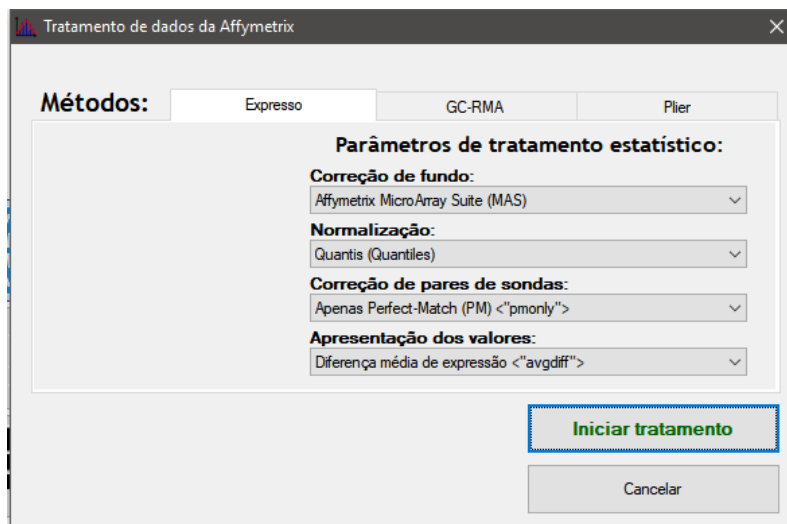 Tratamento de dados da Affymetrix
Métodos:
Expresso
GC-RMA
Plier
Parâmetros de tratamento estatístico:
Correção de fundo:
Affymetrix MicroArray Suite (MAS)
Normalização:
Quantis (Quantiles)
Correção de pares de sondas:
Apenas Perfect-Match (PM) <"pmonly">
Apresentação dos valores:
Diferença média de expressão <"avgdiff">
Iniciar tratamento
Cancelar